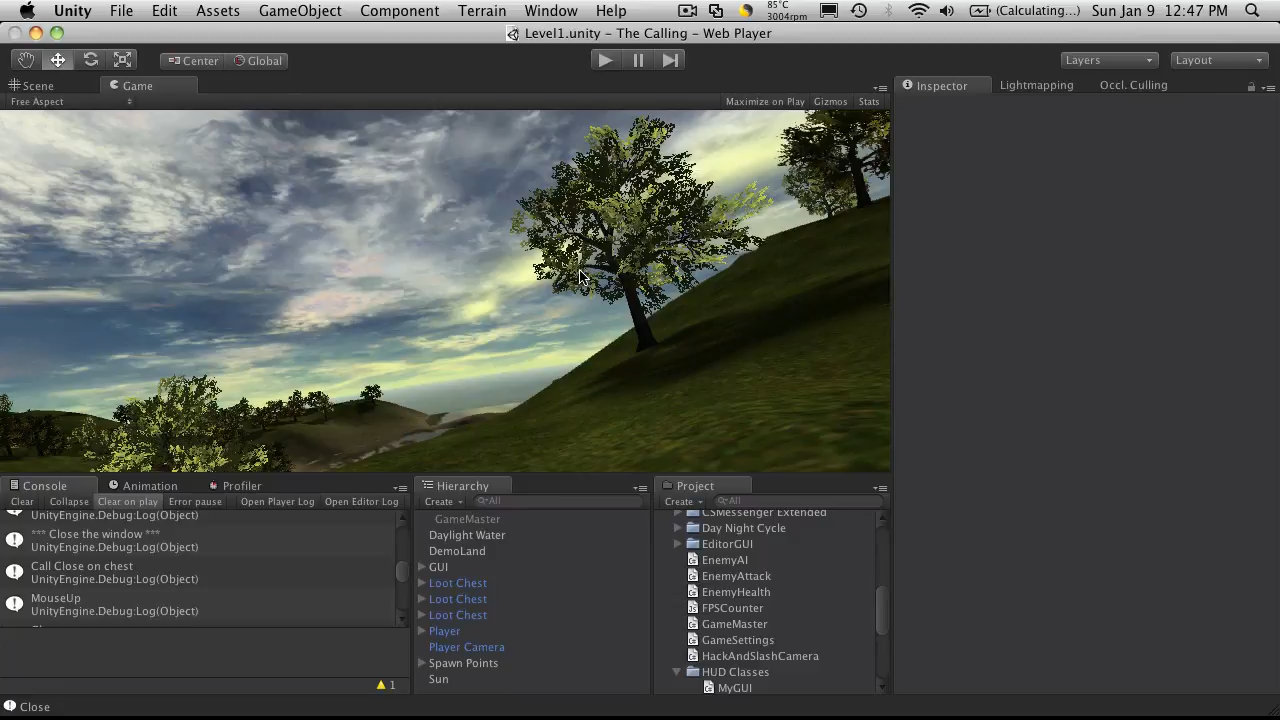 Unity File Edit Assets GameObject Component Terrain Window Help 85°C 3004rpm (Calculating...) Sun Jan 9 12:47 PM
Level1.unity – The Calling – Web Player
Center Global Layers Layout
Scene Game Inspector Lightmapping Occl. Culling
Free Aspect Maximize on Play Gizmos Stats
Console Animation Profiler Hierarchy Project
Clear Collapse Clear on play Error pause Open Player Log Open Editor Log Create All Create All
UnityEngine.Debug:Log(Object)
*** Close the window ***
UnityEngine.Debug:Log(Object)
Call Close on chest
UnityEngine.Debug:Log(Object)
MouseUp
UnityEngine.Debug:Log(Object)
1
GameMaster
Daylight Water
DemoLand
GUI
Loot Chest
Loot Chest
Loot Chest
Player
Player Camera
Spawn Points
Sun
CSMessenger Extended
Day Night Cycle
EditorGUI
EnemyAI
EnemyAttack
EnemyHealth
FPSCounter
GameMaster
GameSettings
HackAndSlashCamera
HUD Classes
MyGUI
Close